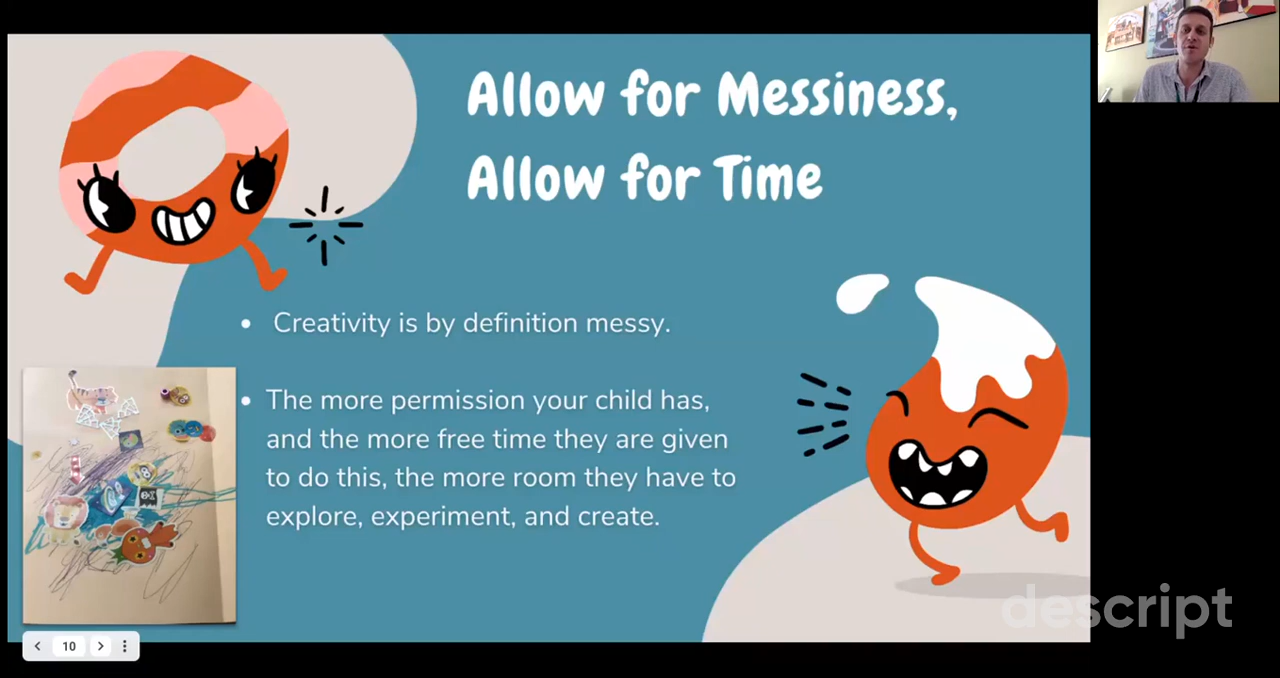 Allow for Messiness,
Allow for Time
Creativity is by definition messy.
The more permission your child has,
and the more free time they are given
to do this, the more room they have to
explore, experiment, and create.
10
descript